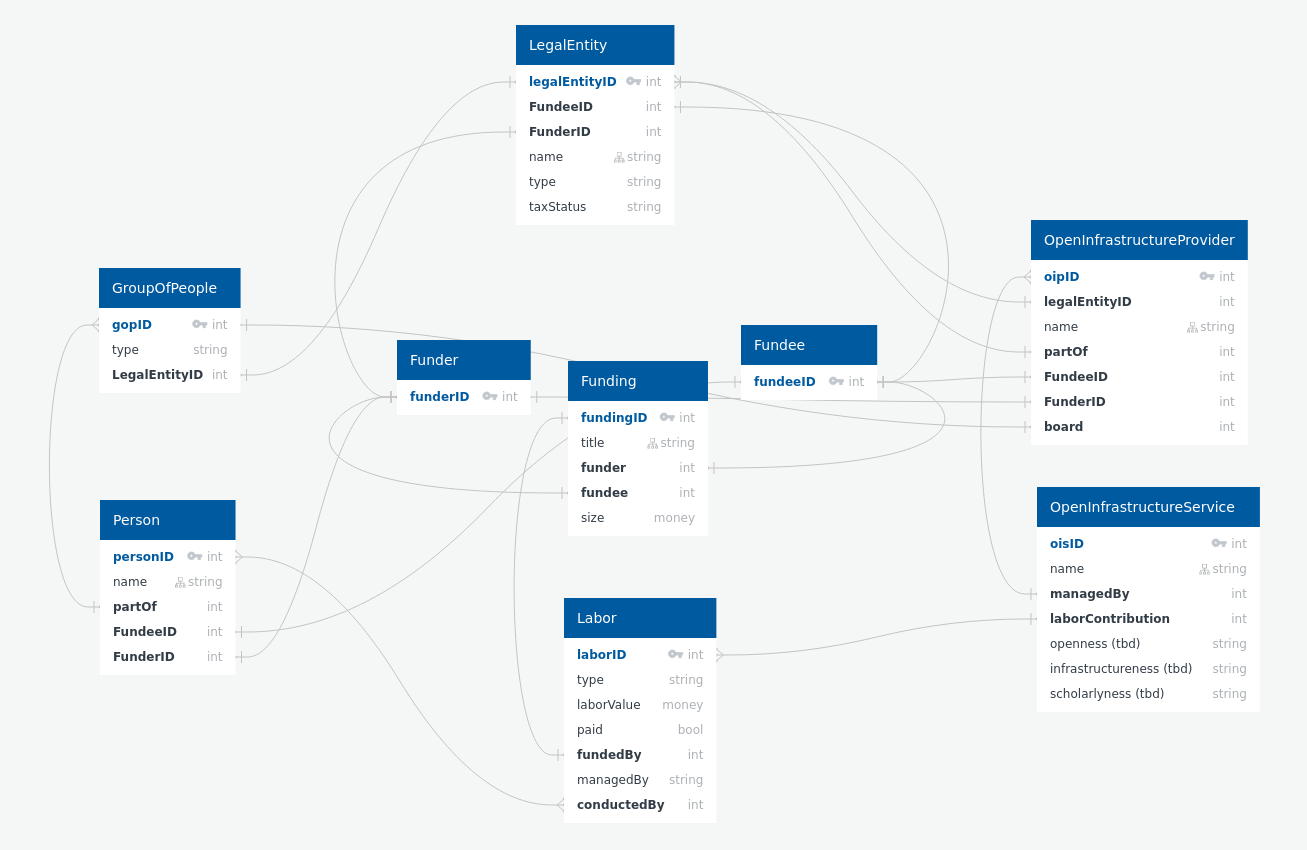 LegalEntity
legalEntityID int
FundeeID int
FunderID int
name string
type string
taxStatus string
OpenInfrastructureProvider
oipID int
legalEntityID int
name string
partOf int
FundeeID int
FunderID int
board int
GroupOfPeople
gopID int
type string
LegalEntityID int
Funder
funderID int
Funding
fundingID int
title string
funder int
fundee int
size money
Fundee
fundeeID int
Person
personID int
name string
partOf int
FundeeID int
FunderID int
OpenInfrastructureService
oisID int
name string
managedBy int
laborContribution int
openness (tbd) string
infrastructureness (tbd) string
scholarlyness (tbd) string
Labor
laborID int
type string
laborValue money
paid bool
fundedBy int
managedBy string
conductedBy int